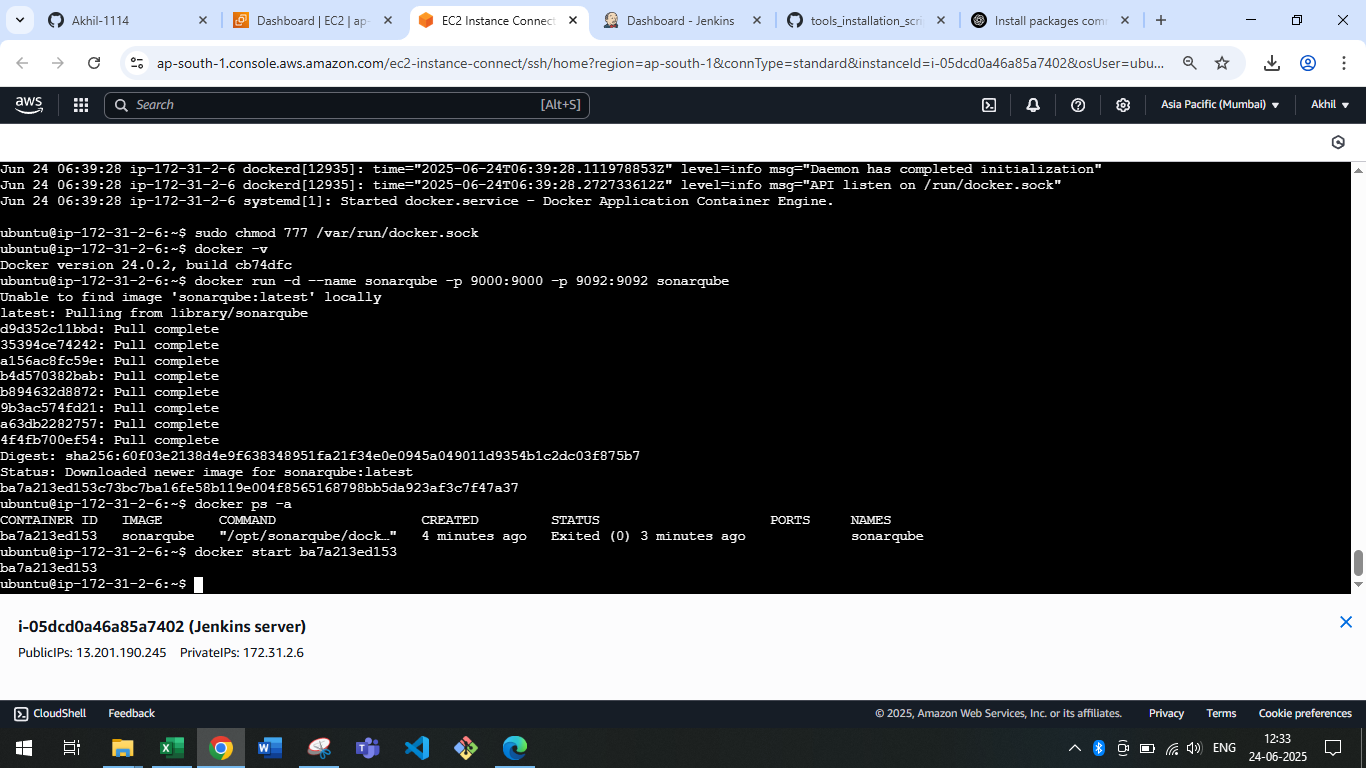 Akhil-1114
Dashboard | EC2 | ap-
EC2 Instance Connect
Dashboard - Jenkins
tools_installation_scri
Install packages com
ap-south-1.console.aws.amazon.com/ec2-instance-connect/ssh/home?region=ap-south-1&connType=standard&instanceId=i-05dcd0a46a85a7402&osUser=ubu...
aws
Search
[Alt+S]
Asia Pacific (Mumbai)
Akhil
Jun 24 06:39:28 ip-172-31-2-6 dockerd[12935]: time="2025-06-24T06:39:28.111978853Z" level=info msg="Daemon has completed initialization"
Jun 24 06:39:28 ip-172-31-2-6 dockerd[12935]: time="2025-06-24T06:39:28.272733612Z" level=info msg="API listen on /run/docker.sock"
Jun 24 06:39:28 ip-172-31-2-6 systemd[1]: Started docker.service - Docker Application Container Engine.
ubuntu@ip-172-31-2-6:~$ sudo chmod 777 /var/run/docker.sock
ubuntu@ip-172-31-2-6:~$ docker -v
Docker version 24.0.2, build cb74dfc
ubuntu@ip-172-31-2-6:~$ docker run -d --name sonarqube -p 9000:9000 -p 9092:9092 sonarqube
Unable to find image 'sonarqube:latest' locally
latest: Pulling from library/sonarqube
d9d352c11bbd: Pull complete
35394ce74242: Pull complete
a156ac8fc59e: Pull complete
b4d570382bab: Pull complete
b894632d8872: Pull complete
9b3ac574fd21: Pull complete
a63db2282757: Pull complete
4f4fb700ef54: Pull complete
Digest: sha256:60f03e2138d4e9f638348951fa21f34e0e0945a049011d9354b1c2dc03f875b7
Status: Downloaded newer image for sonarqube:latest
ba7a213ed153c73bc7ba16fe58b119e004f8565168798bb5da923af3c7f47a37
ubuntu@ip-172-31-2-6:~$ docker ps -a
CONTAINER ID IMAGE COMMAND CREATED STATUS PORTS NAMES
ba7a213ed153 sonarqube "/opt/sonarqube/dock…" 4 minutes ago Exited (0) 3 minutes ago sonarqube
ubuntu@ip-172-31-2-6:~$ docker start ba7a213ed153
ba7a213ed153
ubuntu@ip-172-31-2-6:~$
i-05dcd0a46a85a7402 (Jenkins server)
PublicIPs: 13.201.190.245 PrivateIPs: 172.31.2.6
CloudShell
Feedback
© 2025, Amazon Web Services, Inc. or its affiliates.
Privacy
Terms
Cookie preferences
ENG
12:33
24-06-2025